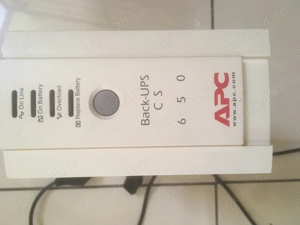 On Line
On Battery
Overload
Replace Battery
Back-UPS
CS
650
APC
www.apc.com